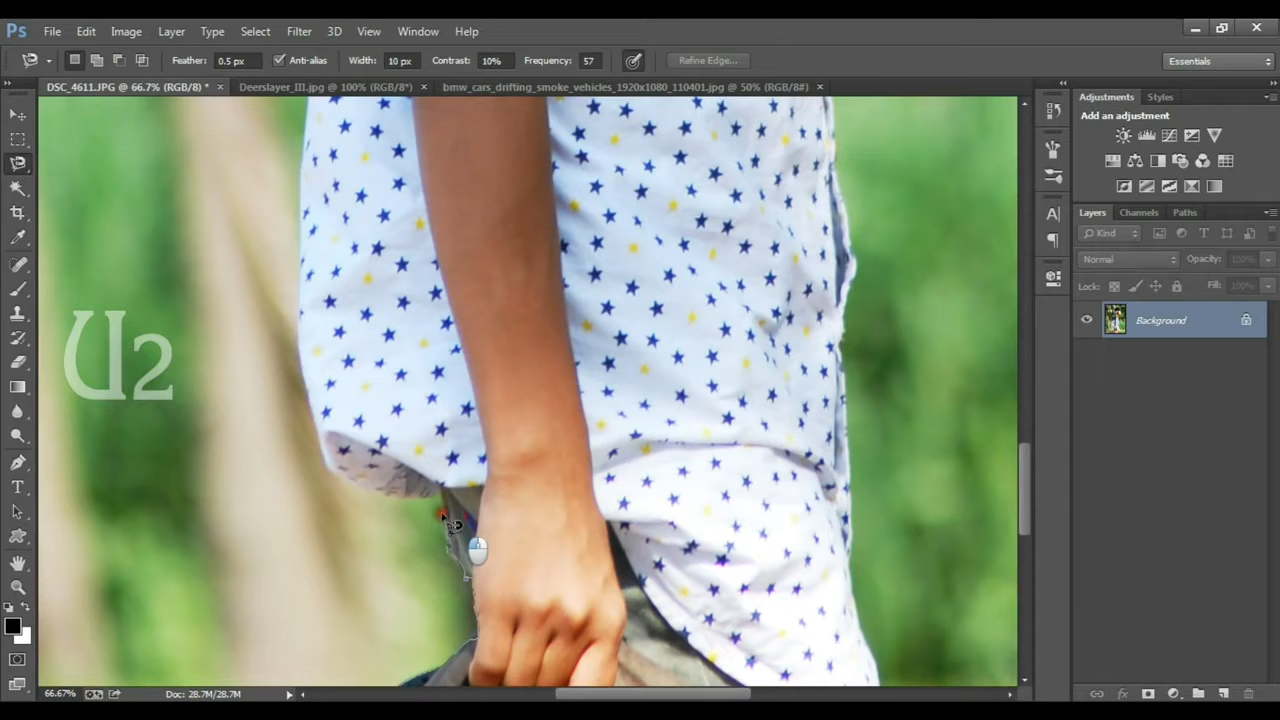 Ps File Edit Image Layer Type Select Filter 3D View Window Help
Feather: 0.5 px Anti-alias Width: 10 px Contrast: 10% Frequency: 57 Refine Edge... Essentials
DSC_4611.JPG @ 66.7% (RGB/8) * × Deerslayer_III.jpg @ 100% (RGB/8*) × bmw_cars_drifting_smoke_vehicles_1920x1080_110401.jpg @ 50% (RGB/8#) ×
Adjustments Styles
Add an adjustment
Layers Channels Paths
Kind
Normal Opacity: 100%
Lock: Fill: 100%
Background
U2
66.67% Doc: 28.7M/28.7M